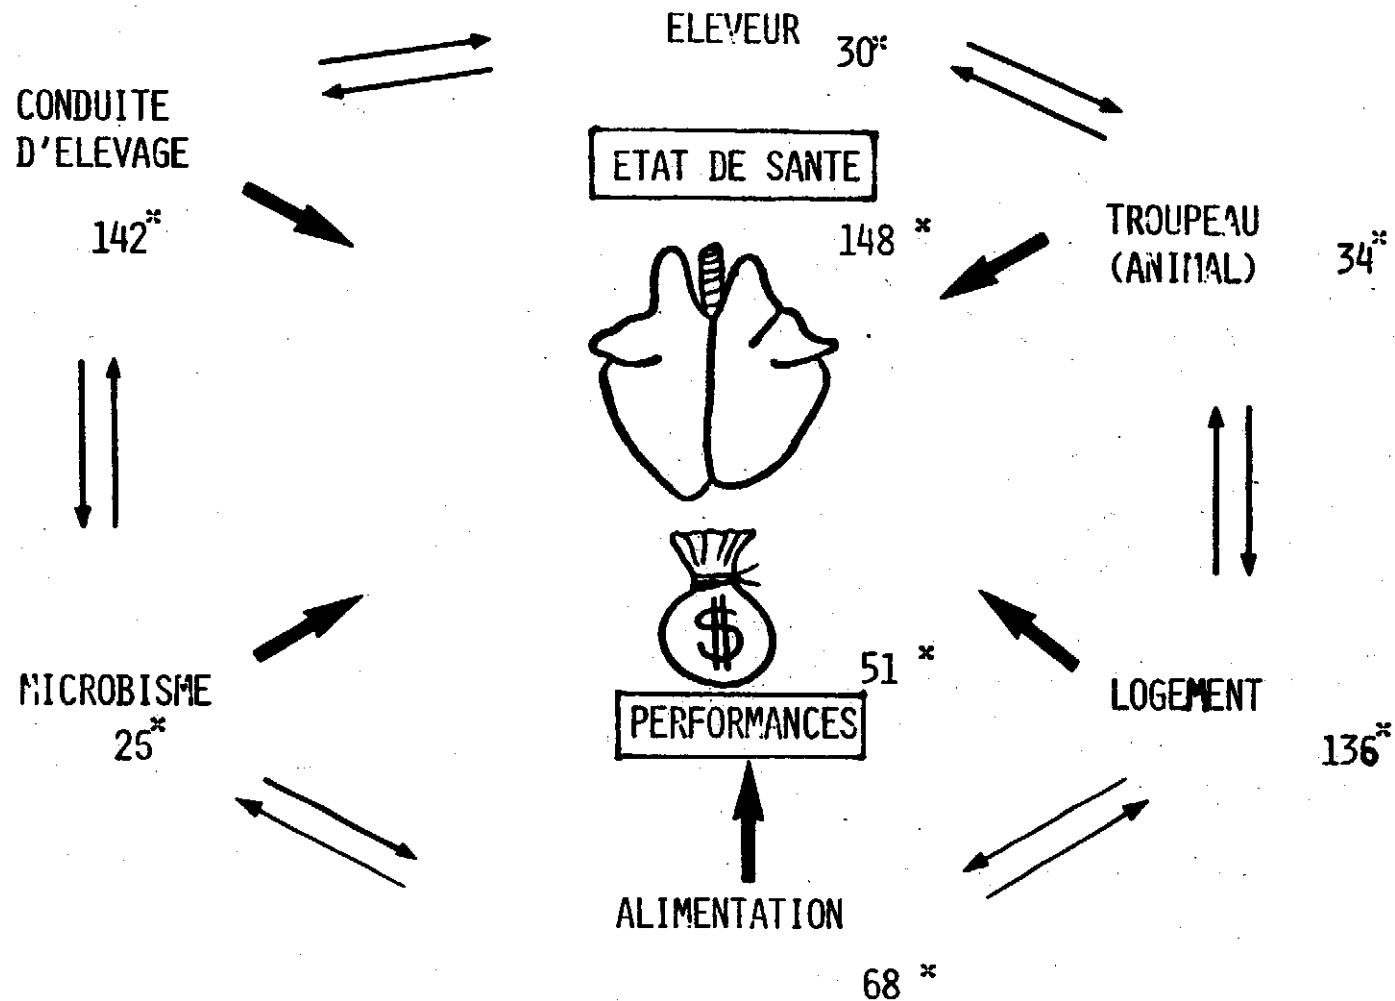 ELEVEUR 30*
CONDUITE
D'ELEVAGE
142*
ETAT DE SANTE
148 *
TROUPEAU
(ANIMAL) 34*
$
51 *
PERFORMANCES
MICROBISME
25*
LOGEMENT
136*
ALIMENTATION
68 *